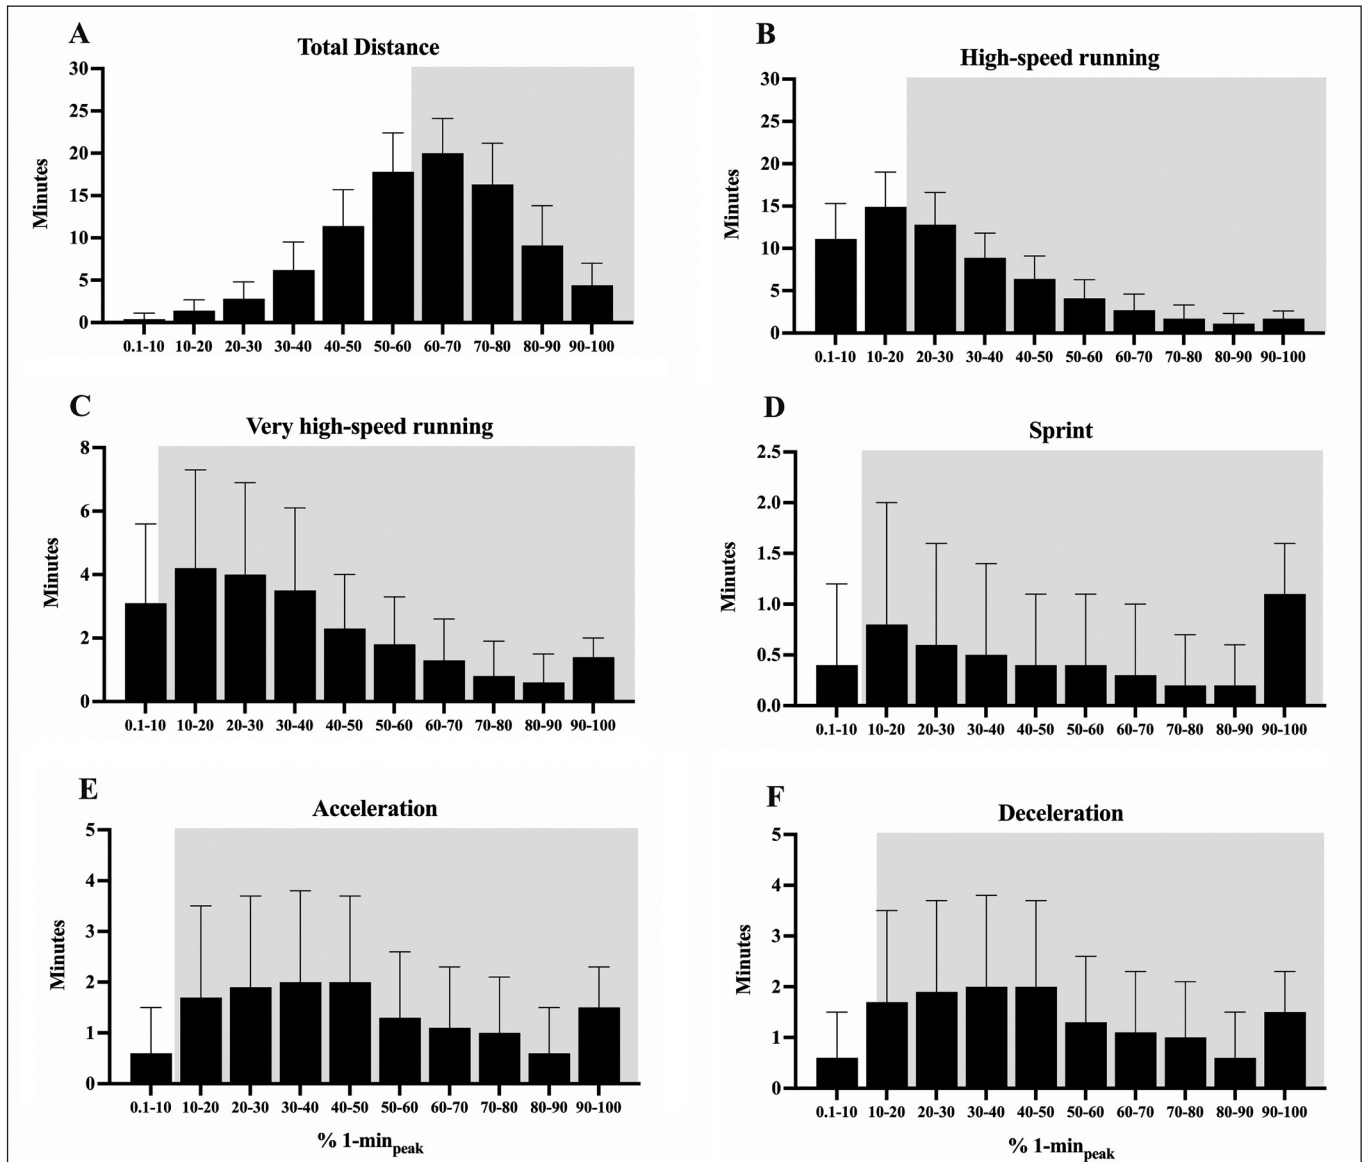 A
Total Distance
Minutes
30
25
20
15
10
5
0
0.1-10 10-20 20-30 30-40 40-50 50-60 60-70 70-80 80-90 90-100
B
High-speed running
Minutes
30
25
20
15
10
5
0
0.1-10 10-20 20-30 30-40 40-50 50-60 60-70 70-80 80-90 90-100
C
Very high-speed running
Minutes
8
6
4
2
0
0.1-10 10-20 20-30 30-40 40-50 50-60 60-70 70-80 80-90 90-100
D
Sprint
Minutes
2.5
2.0
1.5
1.0
0.5
0.0
0.1-10 10-20 20-30 30-40 40-50 50-60 60-70 70-80 80-90 90-100
E
Acceleration
Minutes
5
4
3
2
1
0
0.1-10 10-20 20-30 30-40 40-50 50-60 60-70 70-80 80-90 90-100
% 1-min peak
F
Deceleration
Minutes
5
4
3
2
1
0
0.1-10 10-20 20-30 30-40 40-50 50-60 60-70 70-80 80-90 90-100
% 1-min peak